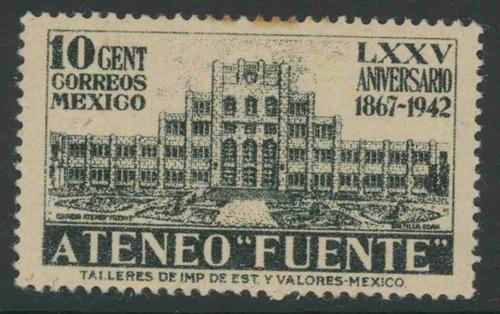 10 CENT
CORREOS
MEXICO
LXXV
ANIVERSARIO
1867-1942
ATENEO "FUENTE"
TALLERES DE IMP. DE EST. Y VALORES-MEXICO.